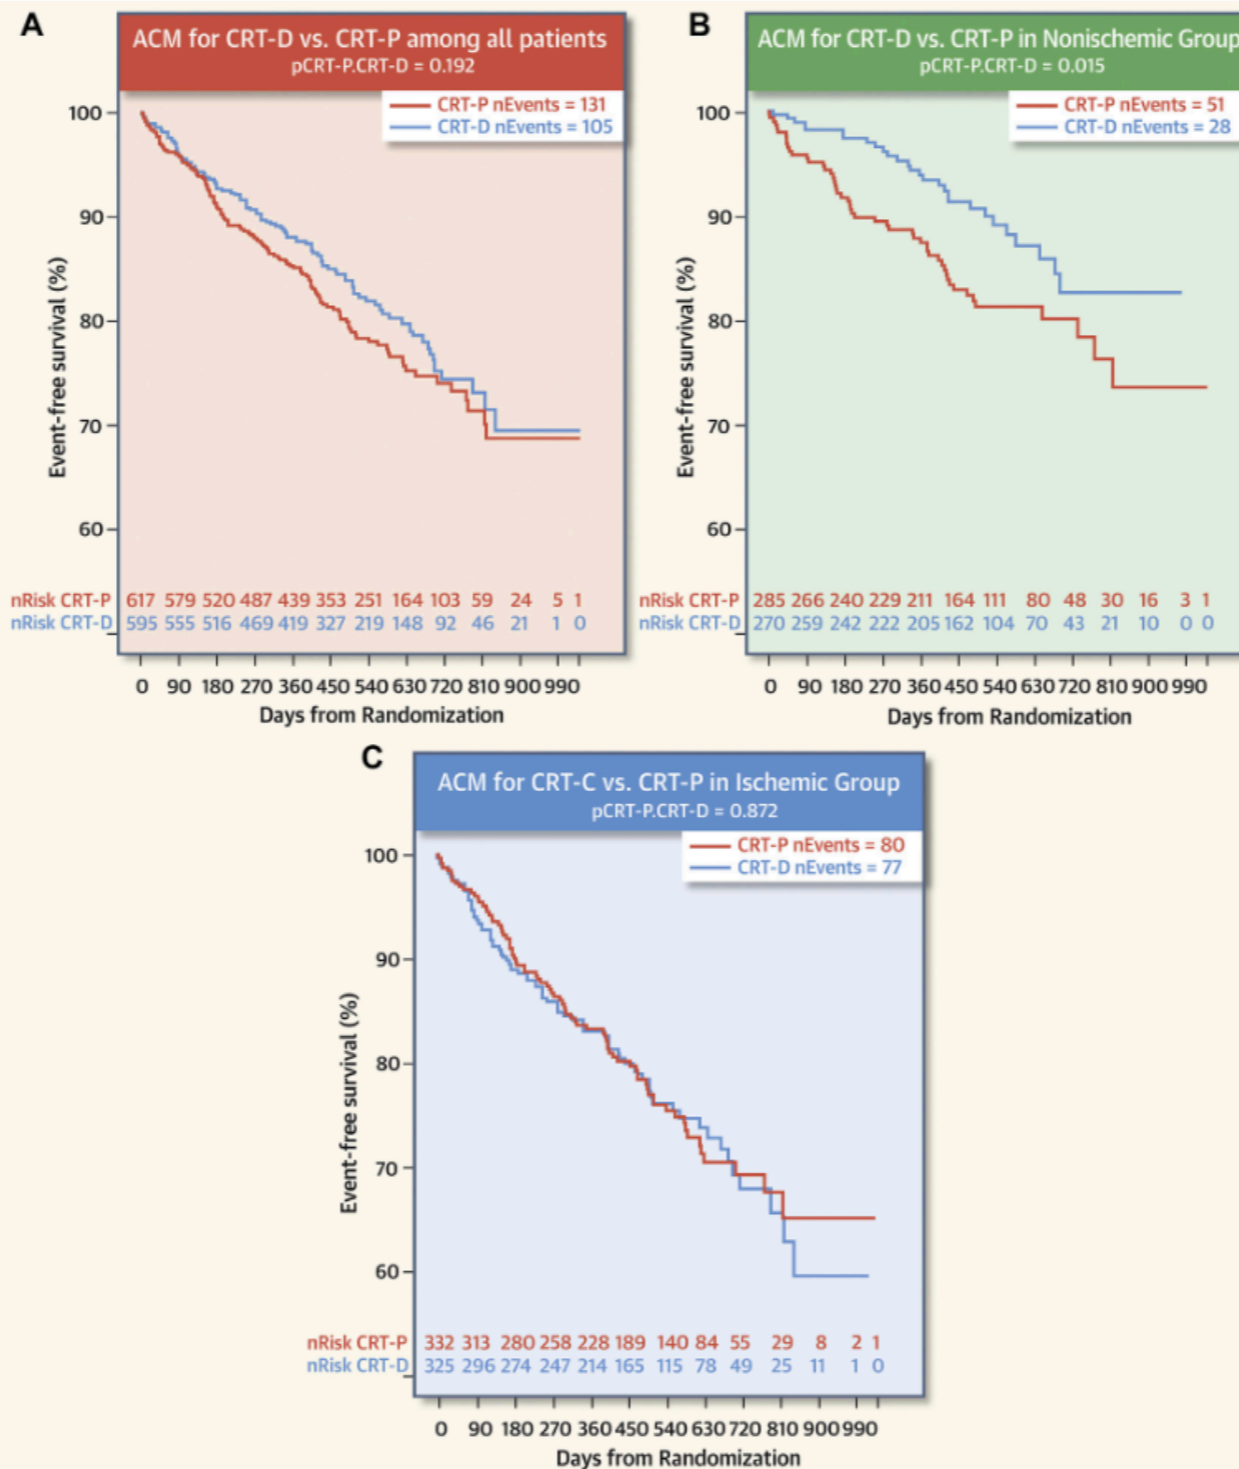 A
ACM for CRT-D vs. CRT-P among all patients
pCRT-P.CRT-D = 0.192
CRT-P nEvents = 131
CRT-D nEvents = 105
100
90
80
70
60
Event-free survival (%)
nRisk CRT-P 617 579 520 487 439 353 251 164 103 59 24 5 1
nRisk CRT-D 595 555 516 469 419 327 219 148 92 46 21 1 0
0 90 180 270 360 450 540 630 720 810 900 990
Days from Randomization
B
ACM for CRT-D vs. CRT-P in Nonischemic Group
pCRT-P.CRT-D = 0.015
CRT-P nEvents = 51
CRT-D nEvents = 28
100
90
80
70
60
Event-free survival (%)
nRisk CRT-P 285 266 240 229 211 164 111 80 48 30 16 3 1
nRisk CRT-D 270 259 242 222 205 162 104 70 43 21 10 0 0
0 90 180 270 360 450 540 630 720 810 900 990
Days from Randomization
C
ACM for CRT-C vs. CRT-P in Ischemic Group
pCRT-P.CRT-D = 0.872
CRT-P nEvents = 80
CRT-D nEvents = 77
100
90
80
70
60
Event-free survival (%)
nRisk CRT-P 332 313 280 258 228 189 140 84 55 29 8 2 1
nRisk CRT-D 325 296 274 247 214 165 115 78 49 25 11 1 0
0 90 180 270 360 450 540 630 720 810 900 990
Days from Randomization